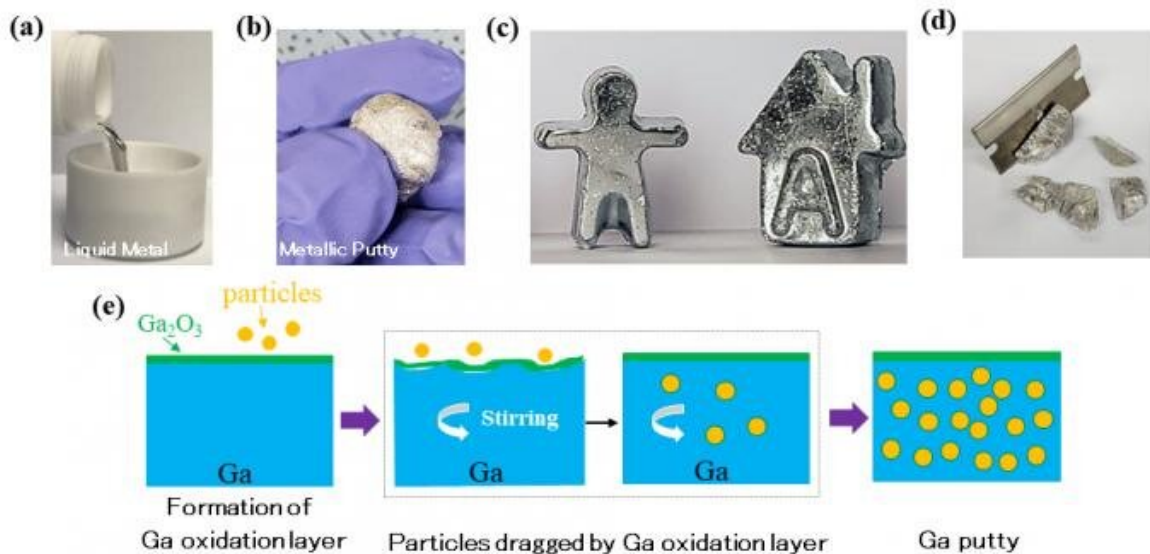 (a)
(b)
(c)
(d)
Liquid Metal
Metallic Putty
A
(e)
particles
Ga₂O₃
Stirring
Ga
Ga
Ga
Formation of
Ga oxidation layer
Particles dragged by Ga oxidation layer
Ga putty